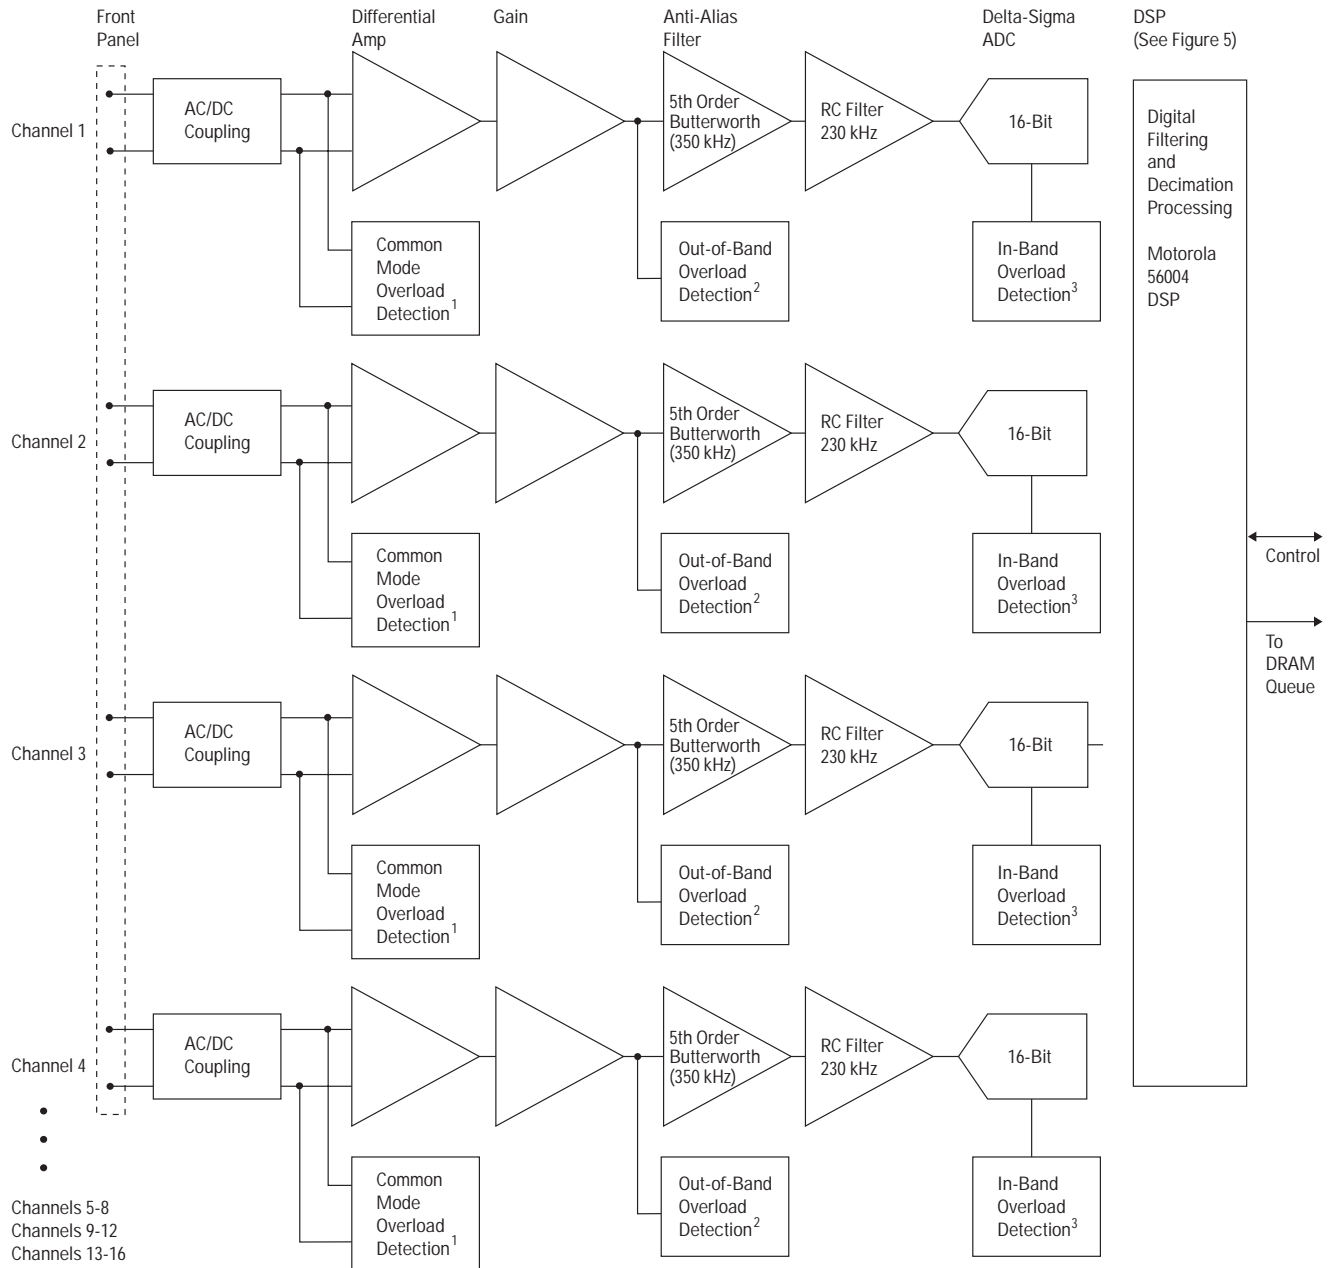 Front
Panel
Differential
Amp
Gain
Anti-Alias
Filter
Delta-Sigma
ADC
DSP
(See Figure 5)
Channel 1
AC/DC
Coupling
5th Order
Butterworth
(350 kHz)
RC Filter
230 kHz
16-Bit
Common
Mode
Overload
Detection1
Out-of-Band
Overload
Detection2
In-Band
Overload
Detection3
Digital
Filtering
and
Decimation
Processing
Motorola
56004
DSP
Channel 2
AC/DC
Coupling
5th Order
Butterworth
(350 kHz)
RC Filter
230 kHz
16-Bit
Common
Mode
Overload
Detection1
Out-of-Band
Overload
Detection2
In-Band
Overload
Detection3
Control
To
DRAM
Queue
Channel 3
AC/DC
Coupling
5th Order
Butterworth
(350 kHz)
RC Filter
230 kHz
16-Bit
Common
Mode
Overload
Detection1
Out-of-Band
Overload
Detection2
In-Band
Overload
Detection3
Channel 4
AC/DC
Coupling
5th Order
Butterworth
(350 kHz)
RC Filter
230 kHz
16-Bit
Common
Mode
Overload
Detection1
Out-of-Band
Overload
Detection2
In-Band
Overload
Detection3
Channels 5-8
Channels 9-12
Channels 13-16